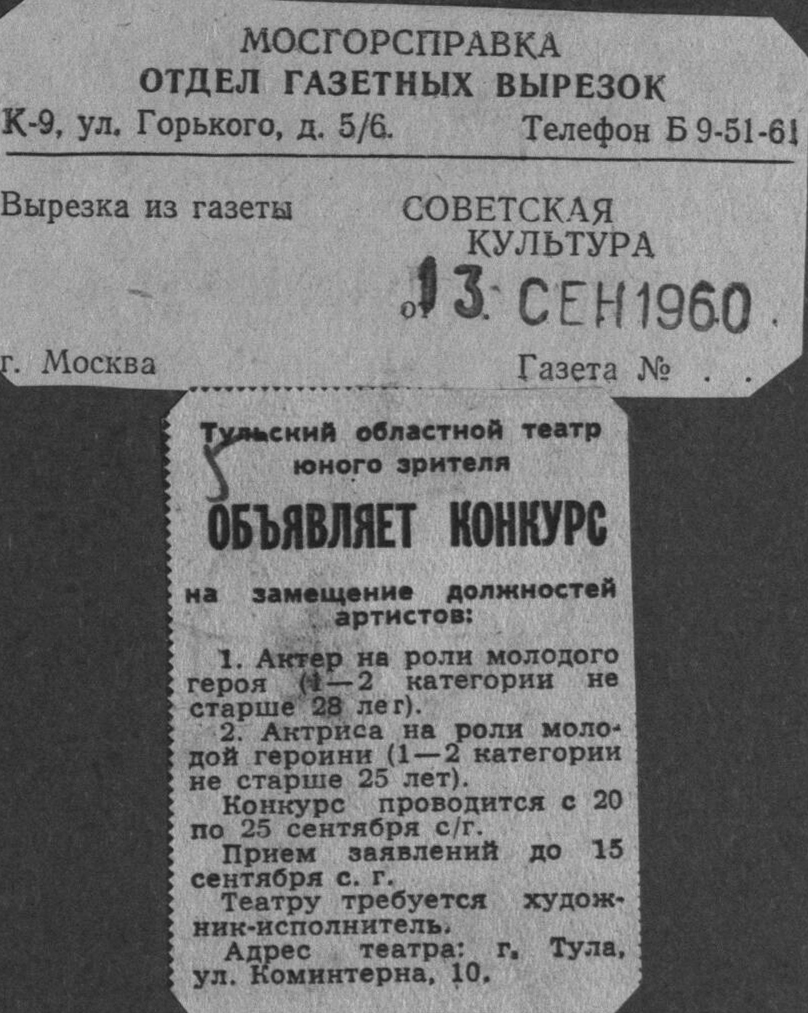 МОСГОРСПРАВКА
ОТДЕЛ ГАЗЕТНЫХ ВЫРЕЗОК
К-9, ул. Горького, д. 5/6. Телефон Б 9-51-61
Вырезка из газеты СОВЕТСКАЯ
КУЛЬТУРА
от 13. СЕН 1960.
г. Москва Газета № . .
Тульский областной театр
юного зрителя
ОБЪЯВЛЯЕТ КОНКУРС
на замещение должностей
артистов:
1. Актер на роли молодого
героя (1—2 категории не
старше 28 лет).
2. Актриса на роли моло-
дой героини (1—2 категории
не старше 25 лет).
Конкурс проводится с 20
по 25 сентября с/г.
Прием заявлений до 15
сентября с. г.
Театру требуется худож-
ник-исполнитель.
Адрес театра: г. Тула,
ул. Коминтерна, 10.